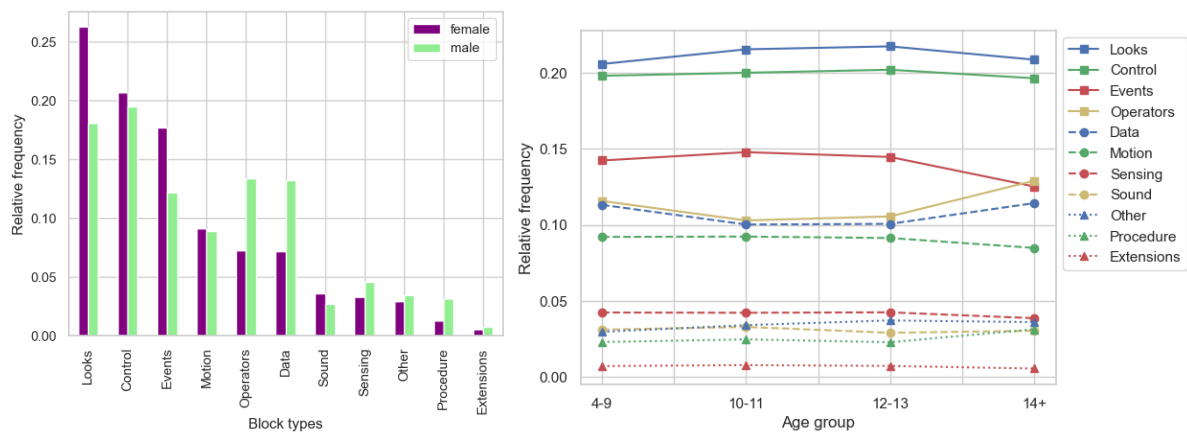 Relative frequency
0.25
0.20
0.15
0.10
0.05
0.00
female
male
Looks
Control
Events
Motion
Operators
Data
Sound
Sensing
Other
Procedure
Extensions
Block types
Relative frequency
0.20
0.15
0.10
0.05
0.00
4-9
10-11
12-13
14+
Age group
Looks
Control
Events
Operators
Data
Motion
Sensing
Sound
Other
Procedure
Extensions